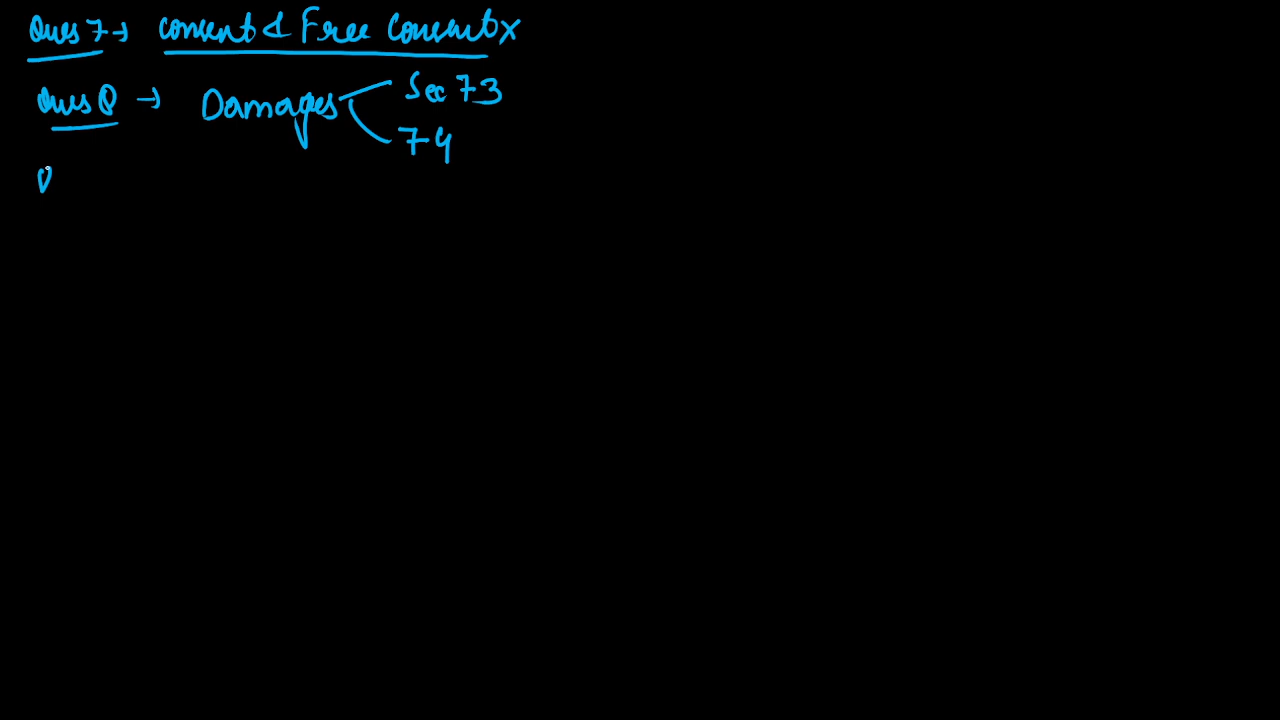 Ques 7 → consent & Free Consent x
Ques 8 → Damages Sec 73
74